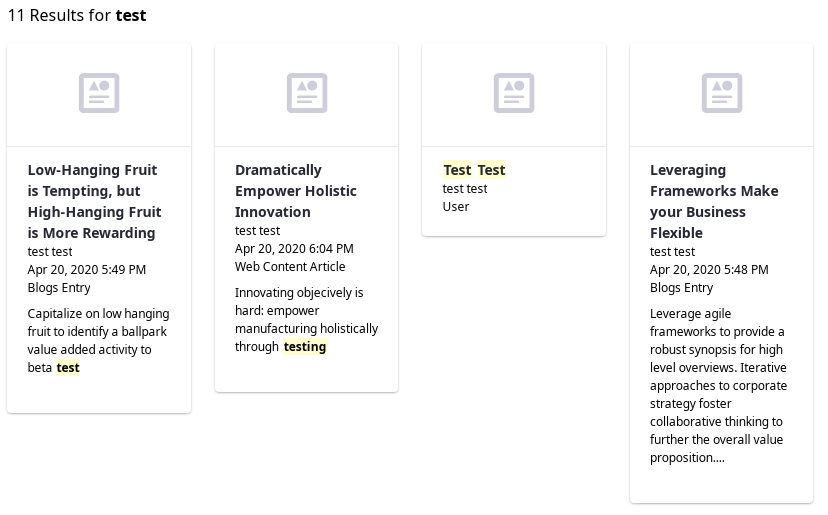 11 Results for test
Low-Hanging Fruit
is Tempting, but
High-Hanging Fruit
is More Rewarding
test test
Apr 20, 2020 5:49 PM
Blogs Entry
Capitalize on low hanging
fruit to identify a ballpark
value added activity to
beta test
Dramatically
Empower Holistic
Innovation
test test
Apr 20, 2020 6:04 PM
Web Content Article
Innovating objecively is
hard: empower
manufacturing holistically
through testing
Test Test
test test
User
Leveraging
Frameworks Make
your Business
Flexible
test test
Apr 20, 2020 5:48 PM
Blogs Entry
Leverage agile
frameworks to provide a
robust synopsis for high
level overviews. Iterative
approaches to corporate
strategy foster
collaborative thinking to
further the overall value
proposition....